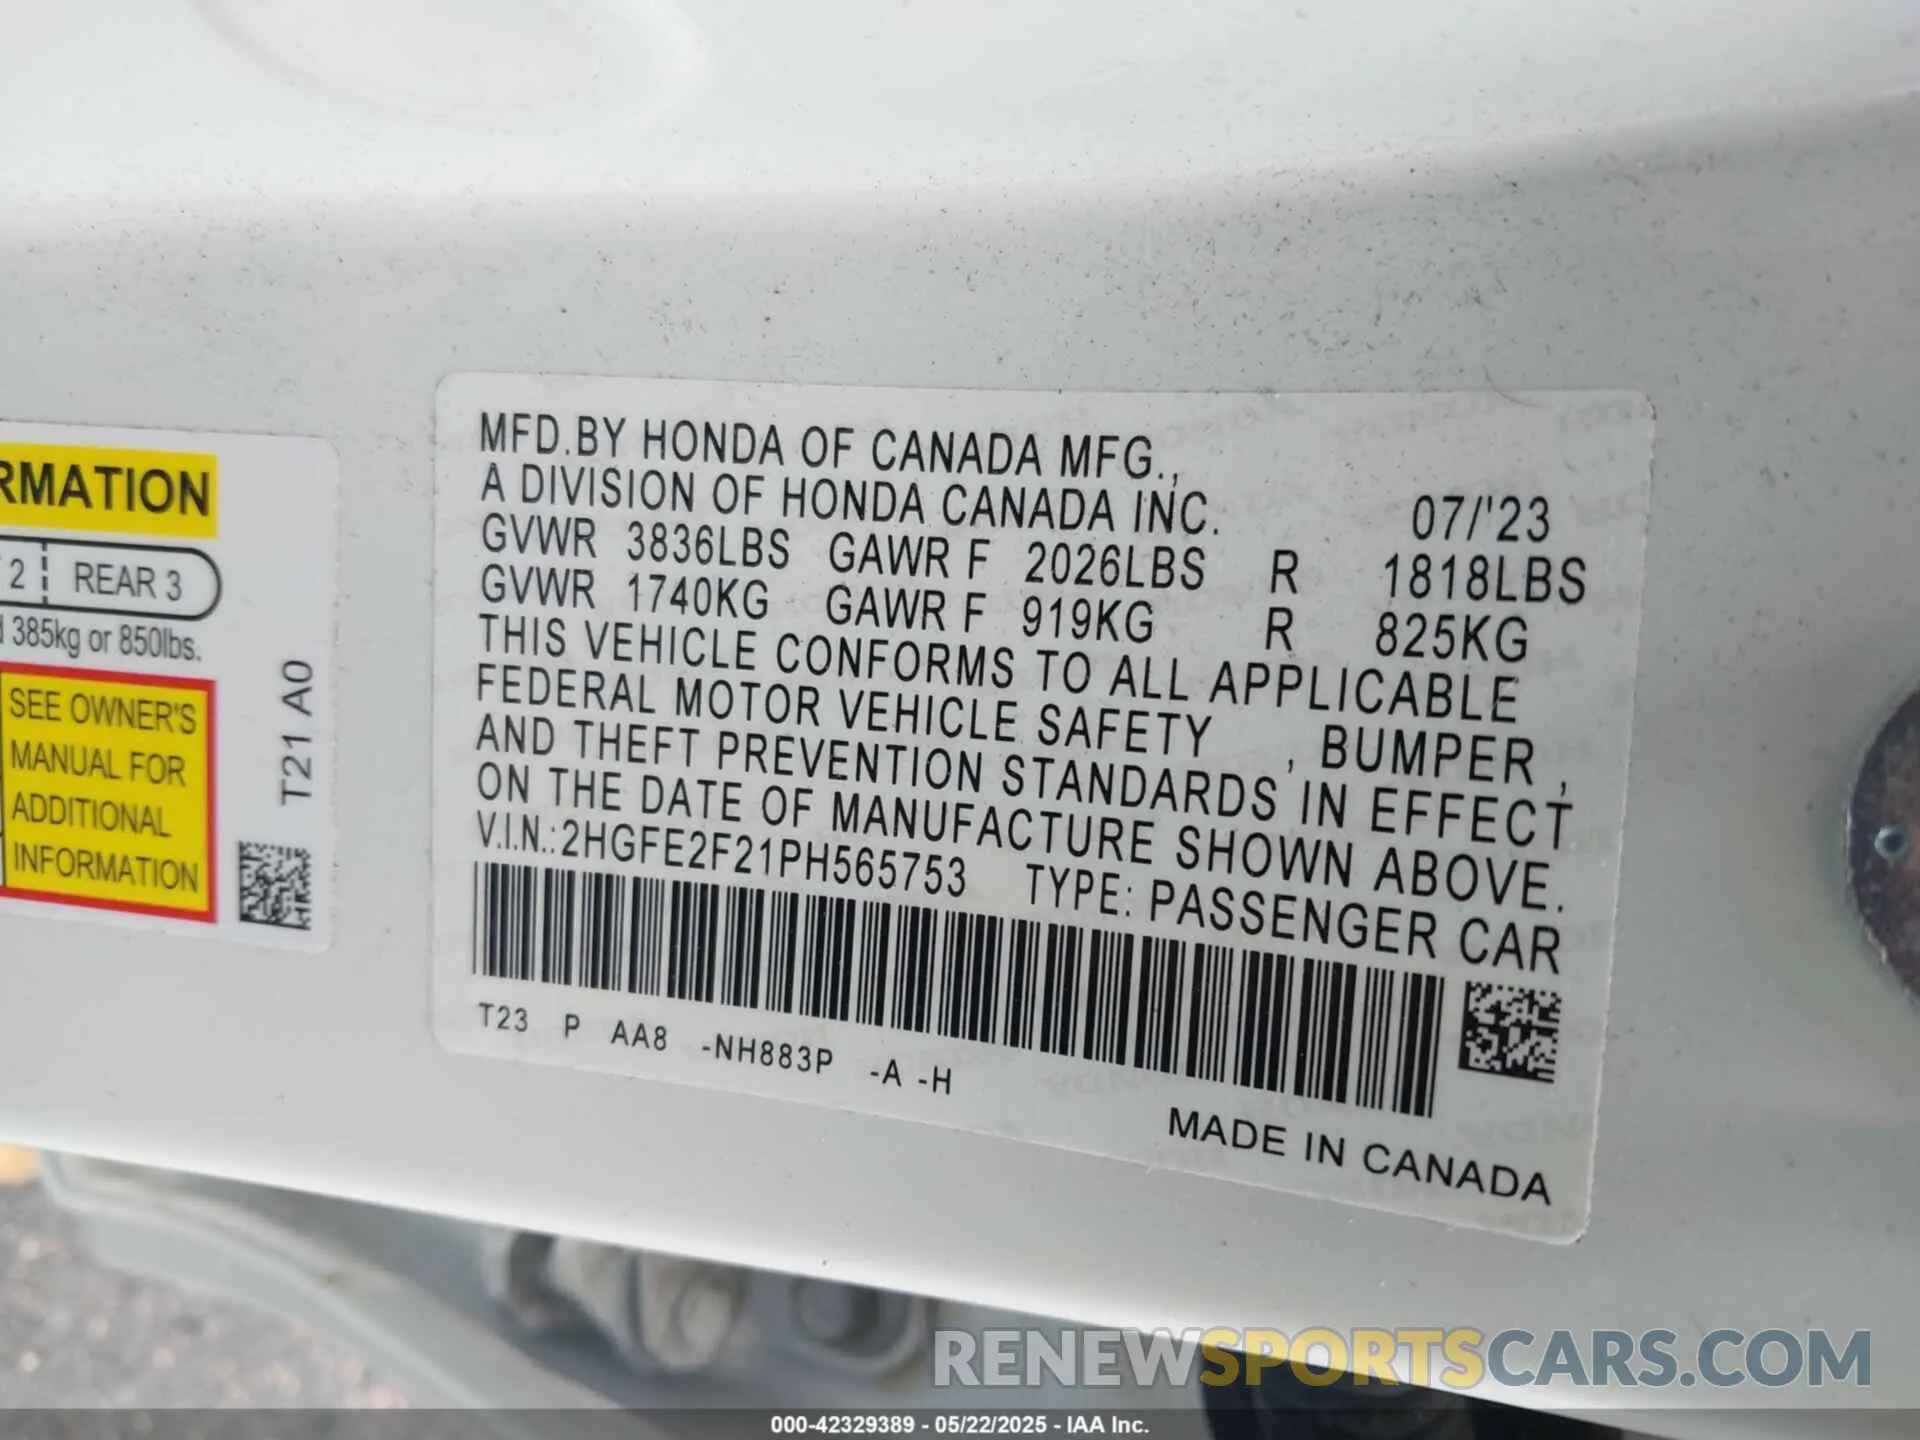 RMATION
2 REAR 3
385kg or 850lbs.
SEE OWNER'S
MANUAL FOR
ADDITIONAL
INFORMATION
T21 A0
MFD.BY HONDA OF CANADA MFG.,
A DIVISION OF HONDA CANADA INC. 07/'23
GVWR 3836LBS GAWR F 2026LBS R 1818LBS
GVWR 1740KG GAWR F 919KG R 825KG
THIS VEHICLE CONFORMS TO ALL APPLICABLE
FEDERAL MOTOR VEHICLE SAFETY , BUMPER ,
AND THEFT PREVENTION STANDARDS IN EFFECT
ON THE DATE OF MANUFACTURE SHOWN ABOVE.
V.I.N.:2HGFE2F21PH565753 TYPE: PASSENGER CAR
T23 P AA8 -NH883P -A -H
MADE IN CANADA
RENEWSPORTSCARS.COM
000-42329389 - 05/22/2025 - IAA Inc.